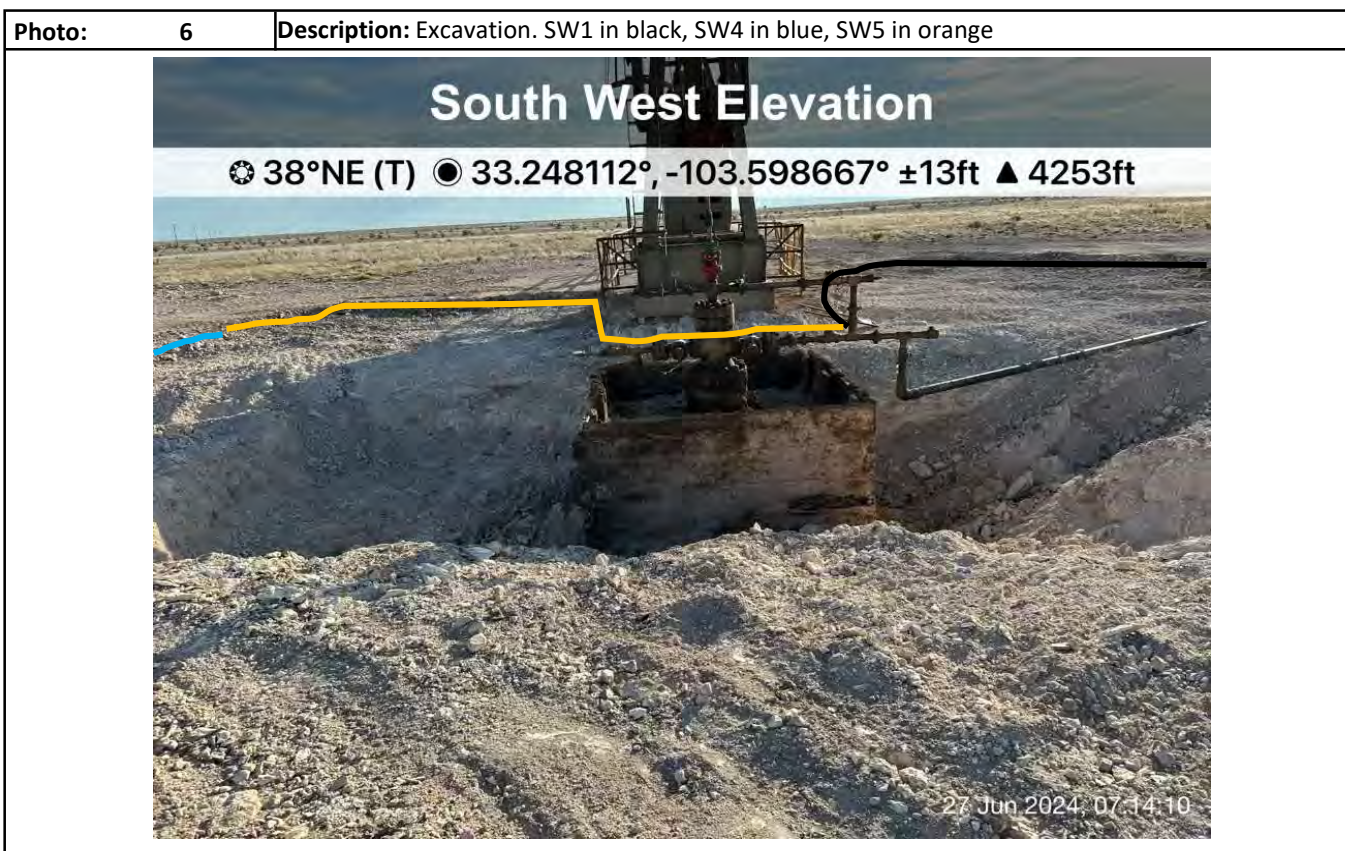 Photo: 6 Description: Excavation. SW1 in black, SW4 in blue, SW5 in orange
South West Elevation
38°NE (T) 33.248112°, -103.598667° ±13ft ▲ 4253ft
27 Jun 2024, 07:14:10